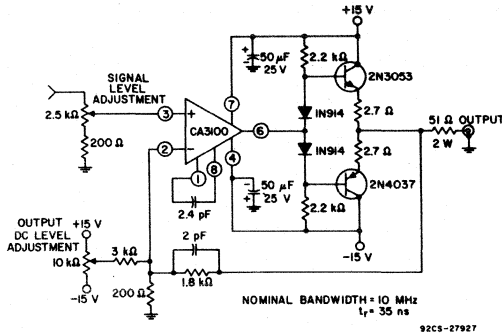 +15 V
50 µF
25 V
2.2 kΩ
2N3053
SIGNAL
LEVEL
ADJUSTMENT
2.5 kΩ
200 Ω
3
+
CA3100
7
6
IN914
2.7 Ω
51 Ω OUTPUT
2 W
2
−
4
1
8
IN914
2.7 Ω
2.4 pF
50 µF
25 V
2N4037
2.2 kΩ
−15 V
OUTPUT
DC LEVEL
ADJUSTMENT
+15 V
10 kΩ
−15 V
3 kΩ
2 pF
1.8 kΩ
200 Ω
NOMINAL BANDWIDTH = 10 MHz
tr = 35 ns
92CS-27927